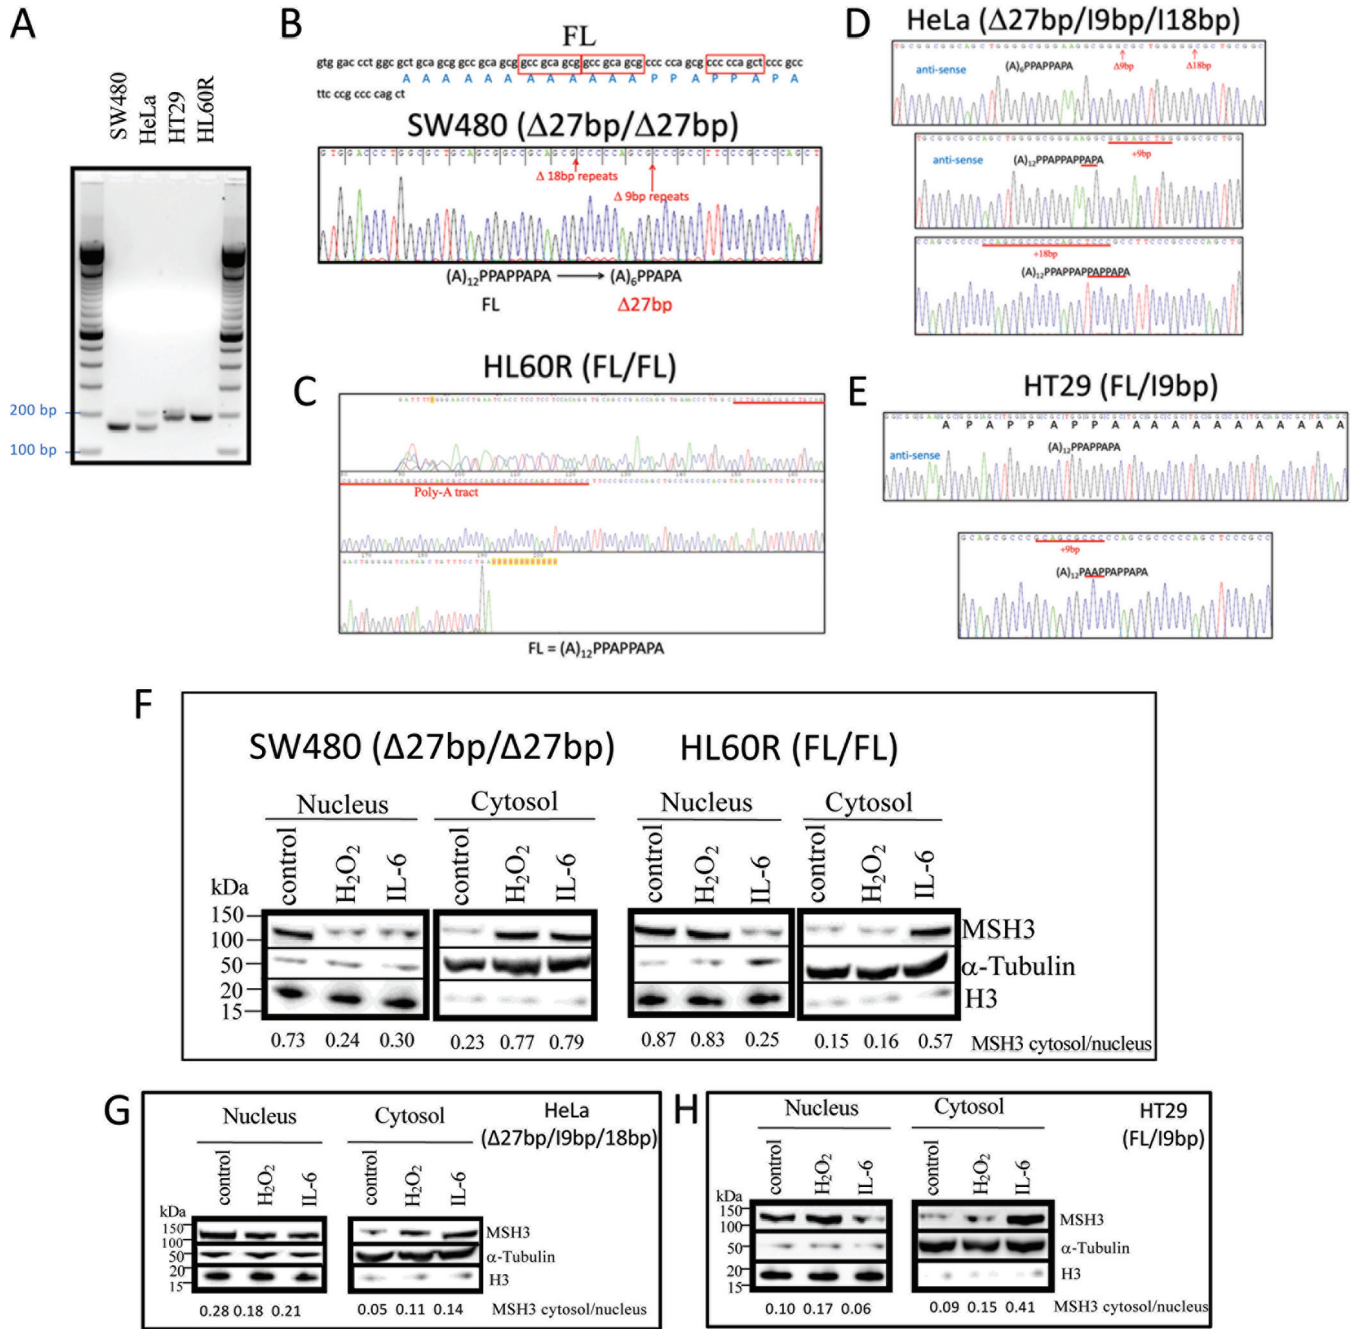 A
SW480
HeLa
HT29
HL60R
200 bp
100 bp
B
FL
gtg gac cct ggc gct gca gcg gcc gca gcg gcc gca gcg gcc gca gcg ccc cca gcg ccc cca gct ccc gcc
A A A A A A A A A A A P P A P P A P A
ttc ccg ccc cag ct
SW480 (Δ27bp/Δ27bp)
Δ 18bp repeats
Δ 9bp repeats
(A)12PPAPPAPA → (A)6PPAPA
FL
Δ27bp
C
HL60R (FL/FL)
Poly-A tract
FL = (A)12PPAPPAPA
D
HeLa (Δ27bp/I9bp/I18bp)
anti-sense
(A)6PPAPPAPA
Δ9bp
Δ18bp
anti-sense
(A)12PPAPPAPPAPA
+9bp
+18bp
(A)12PPAPPAPPAPPAPA
E
HT29 (FL/I9bp)
A P A P P A P P A A A A A A A A A A A A
anti-sense
(A)12PPAPPAPA
+9bp
(A)12PAAPPAPPAPA
F
SW480 (Δ27bp/Δ27bp)
HL60R (FL/FL)
Nucleus
Cytosol
Nucleus
Cytosol
control
H2O2
IL-6
control
H2O2
IL-6
control
H2O2
IL-6
control
H2O2
IL-6
kDa
150
100
50
20
15
MSH3
α-Tubulin
H3
0.73 0.24 0.30 0.23 0.77 0.79 0.87 0.83 0.25 0.15 0.16 0.57 MSH3 cytosol/nucleus
G
Nucleus
Cytosol
HeLa
(Δ27bp/I9bp/18bp)
control
H2O2
IL-6
control
H2O2
IL-6
kDa
150
100
50
20
15
MSH3
α-Tubulin
H3
0.28 0.18 0.21 0.05 0.11 0.14 MSH3 cytosol/nucleus
H
Nucleus
Cytosol
HT29
(FL/I9bp)
control
H2O2
IL-6
control
H2O2
IL-6
kDa
150
100
50
20
15
MSH3
α-Tubulin
H3
0.10 0.17 0.06 0.09 0.15 0.41 MSH3 cytosol/nucleus